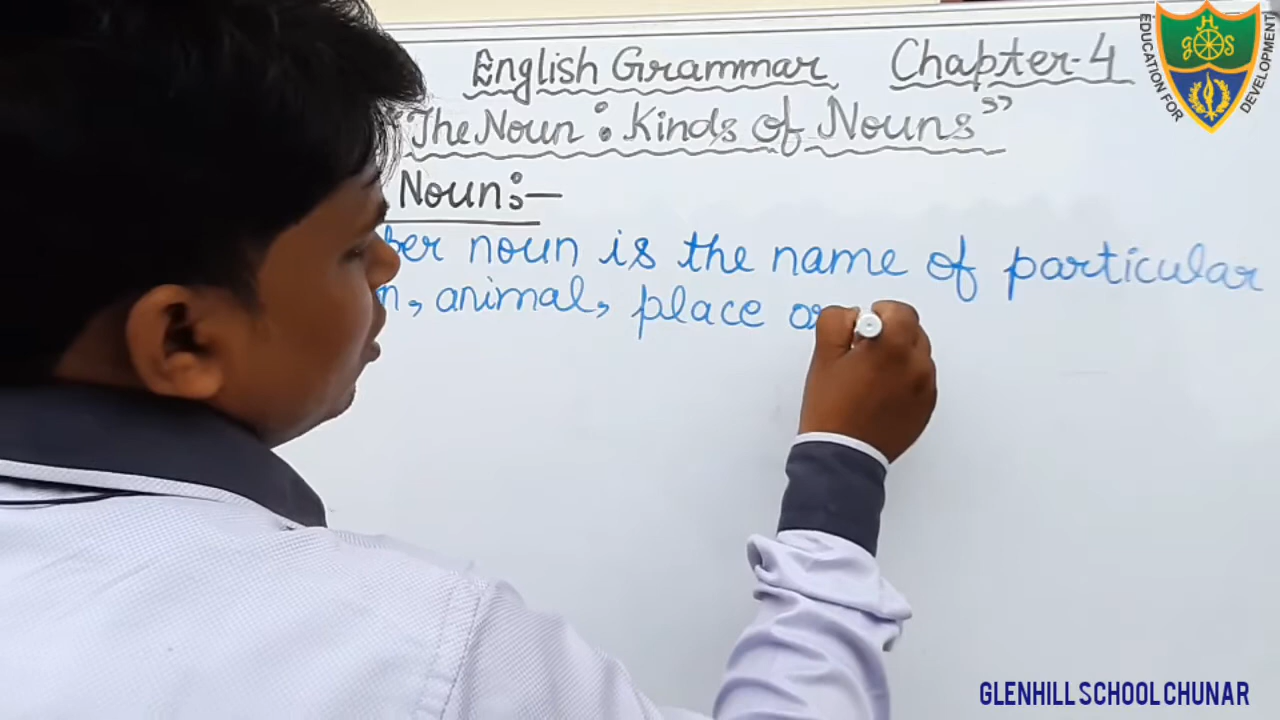 English Grammar Chapter-4
"The Noun : Kinds of Nouns"
Noun:-
noun is the name of particular
, animal, place or
EDUCATION FOR DEVELOPMENT
G H S
GLENHILL SCHOOL CHUNAR